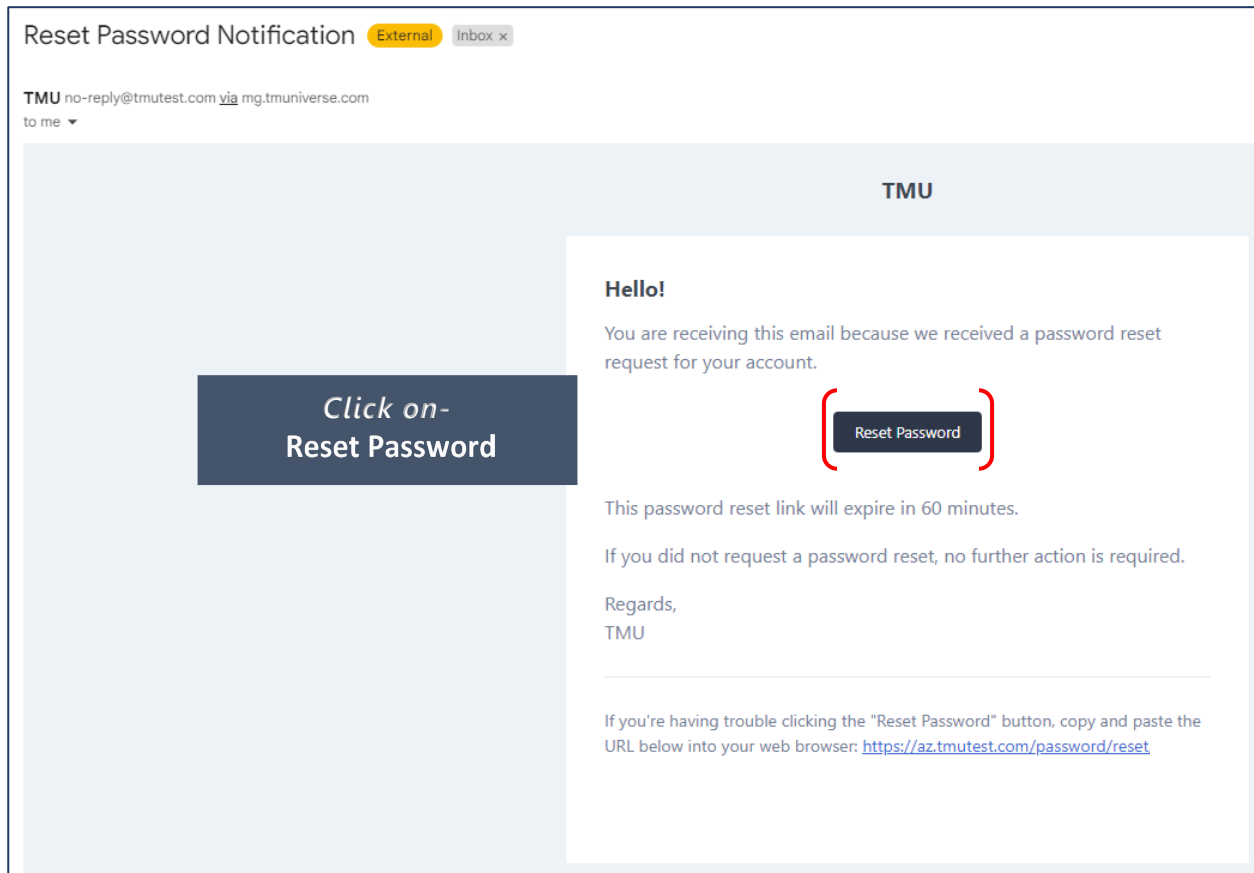 Reset Password Notification External Inbox ×
TMU no-reply@tmutest.com via mg.tmuniverse.com
to me
TMU
Hello!
You are receiving this email because we received a password reset
request for your account.
Click on-
Reset Password
Reset Password
This password reset link will expire in 60 minutes.
If you did not request a password reset, no further action is required.
Regards,
TMU
If you're having trouble clicking the "Reset Password" button, copy and paste the
URL below into your web browser: https://az.tmutest.com/password/reset